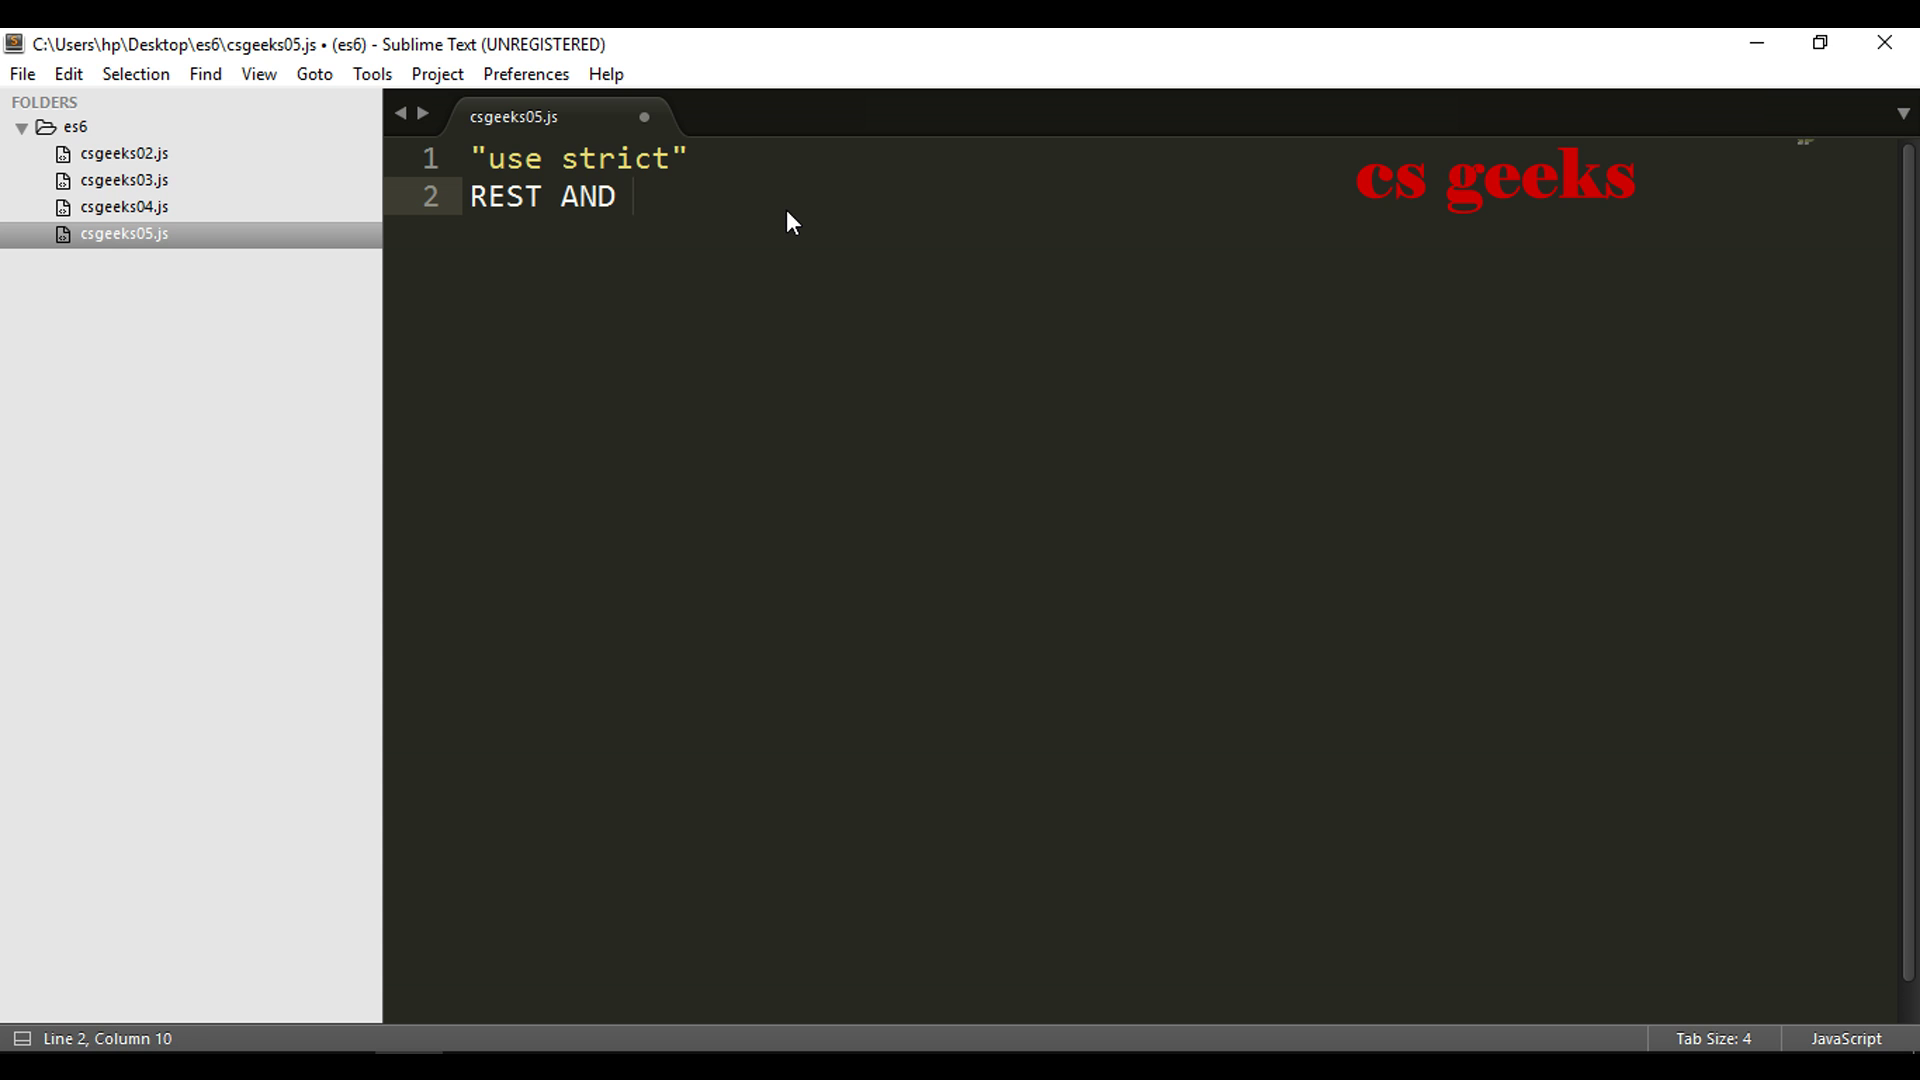 C:\Users\hp\Desktop\es6\csgeeks05.js • (es6) - Sublime Text (UNREGISTERED)
File Edit Selection Find View Goto Tools Project Preferences Help
FOLDERS
es6
csgeeks02.js
csgeeks03.js
csgeeks04.js
csgeeks05.js
csgeeks05.js
1 "use strict"
2 REST AND
cs geeks
Line 2, Column 10
Tab Size: 4
JavaScript